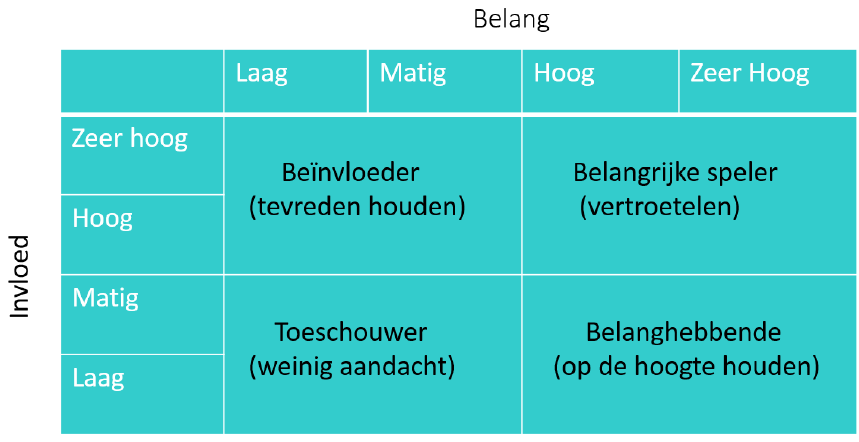 Belang
Laag Matig Hoog Zeer Hoog
Zeer hoog
Beïnvloeder Belangrijke speler
(tevreden houden) (vertroetelen)
Hoog
Invloed
Matig
Toeschouwer Belanghebbende
(weinig aandacht) (op de hoogte houden)
Laag